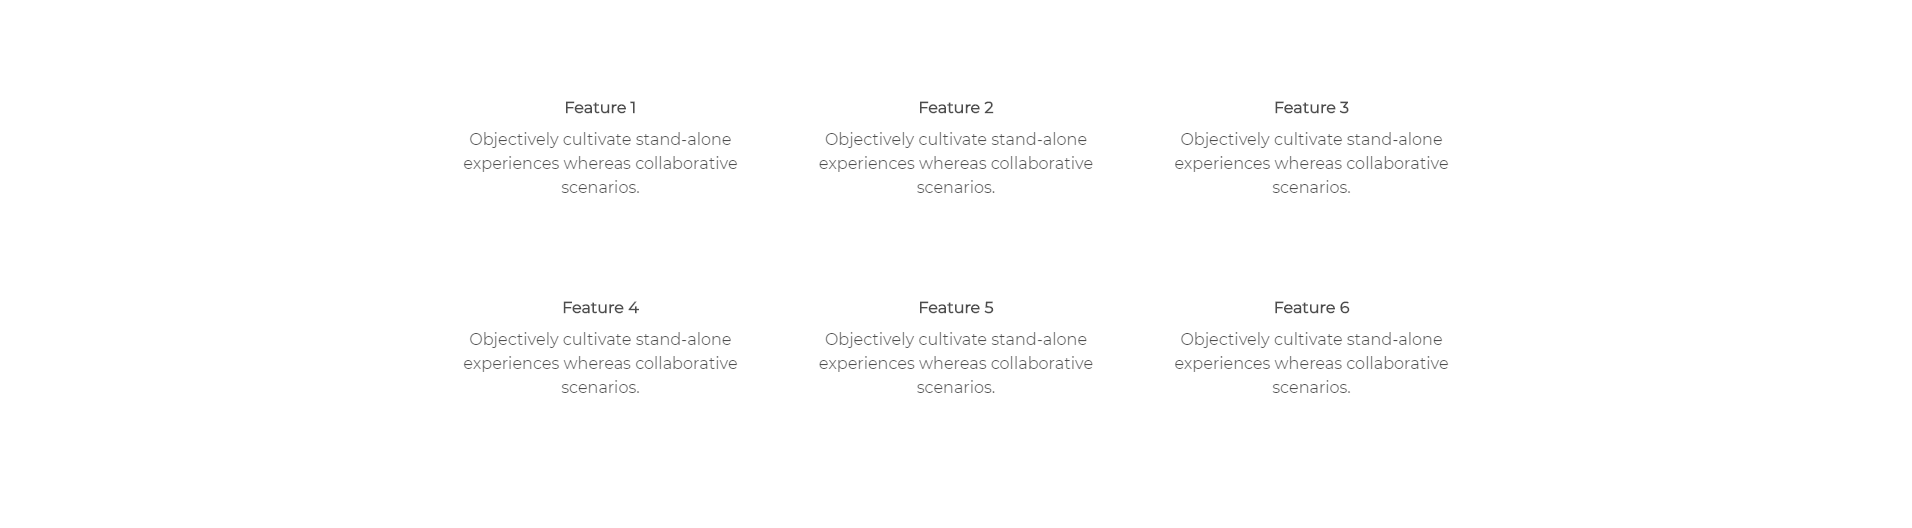 Feature 1
Objectively cultivate stand-alone
experiences whereas collaborative
scenarios.
Feature 2
Objectively cultivate stand-alone
experiences whereas collaborative
scenarios.
Feature 3
Objectively cultivate stand-alone
experiences whereas collaborative
scenarios.
Feature 4
Objectively cultivate stand-alone
experiences whereas collaborative
scenarios.
Feature 5
Objectively cultivate stand-alone
experiences whereas collaborative
scenarios.
Feature 6
Objectively cultivate stand-alone
experiences whereas collaborative
scenarios.